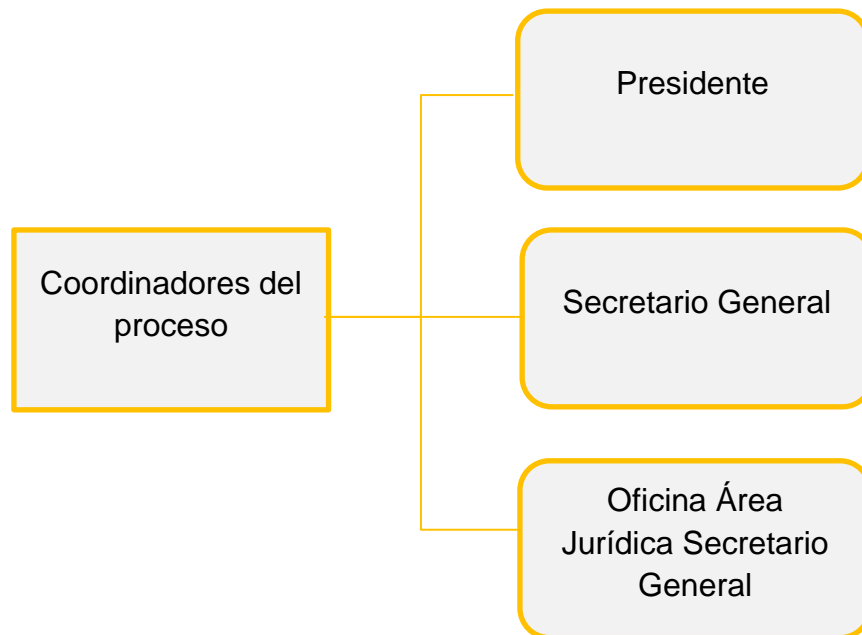 Presidente
Coordinadores del
proceso
Secretario General
Oficina Área
Jurídica Secretario
General